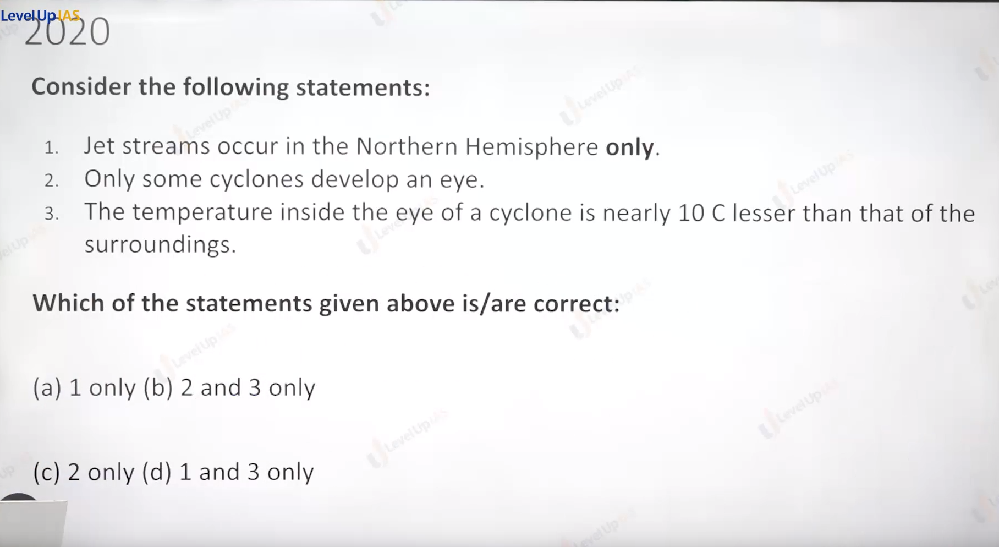 LevelUp IAS
2020
Consider the following statements:
1. Jet streams occur in the Northern Hemisphere only.
2. Only some cyclones develop an eye.
3. The temperature inside the eye of a cyclone is nearly 10 C lesser than that of the
surroundings.
Which of the statements given above is/are correct:
(a) 1 only (b) 2 and 3 only
(c) 2 only (d) 1 and 3 only